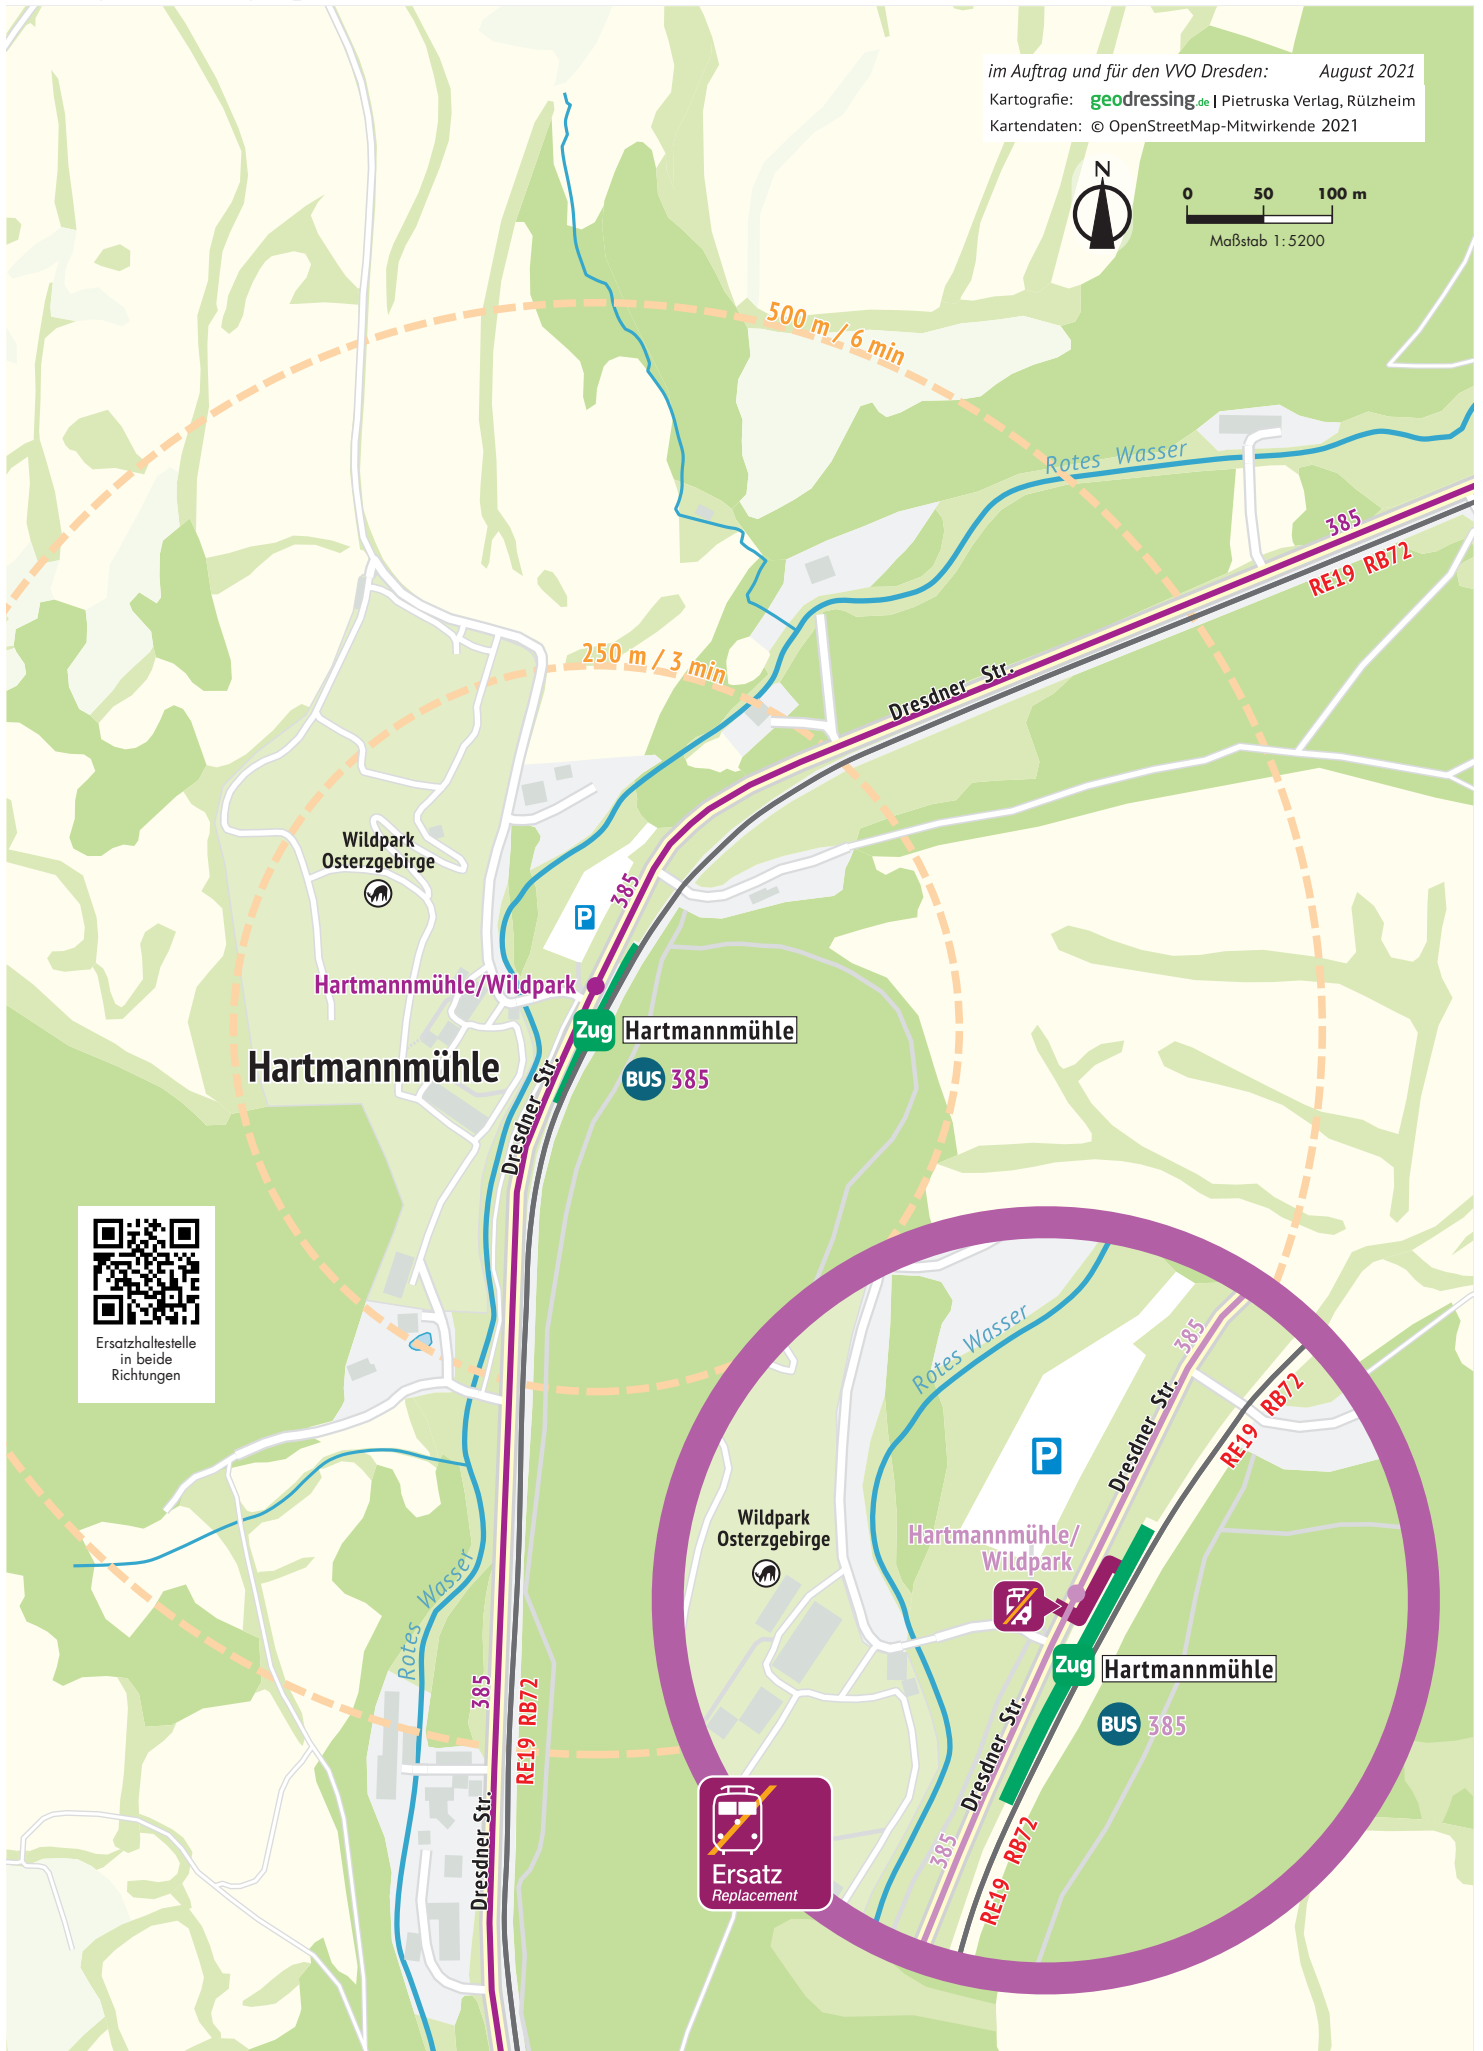 im Auftrag und für den VVO Dresden: August 2021
Kartografie: geodressing.de | Pietruska Verlag, Rülzheim
Kartendaten: © OpenStreetMap-Mitwirkende 2021
N
0 50 100 m
Maßstab 1:5200
500 m / 6 min
Rotes Wasser
385
RE19 RB72
250 m / 3 min
Dresdner Str.
Wildpark
Osterzgebirge
385
P
Hartmannmühle/Wildpark
Zug Hartmannmühle
Hartmannmühle
BUS 385
Dresdner Str.
Ersatzhaltestelle
in beide
Richtungen
Rotes Wasser
385
RE19 RB72
Dresdner Str.
Rotes Wasser
385
RE19 RB72
Dresdner Str.
P
Wildpark
Osterzgebirge
Hartmannmühle/
Wildpark
Zug Hartmannmühle
BUS 385
Dresdner Str.
385
RE19 RB72
Ersatz
Replacement